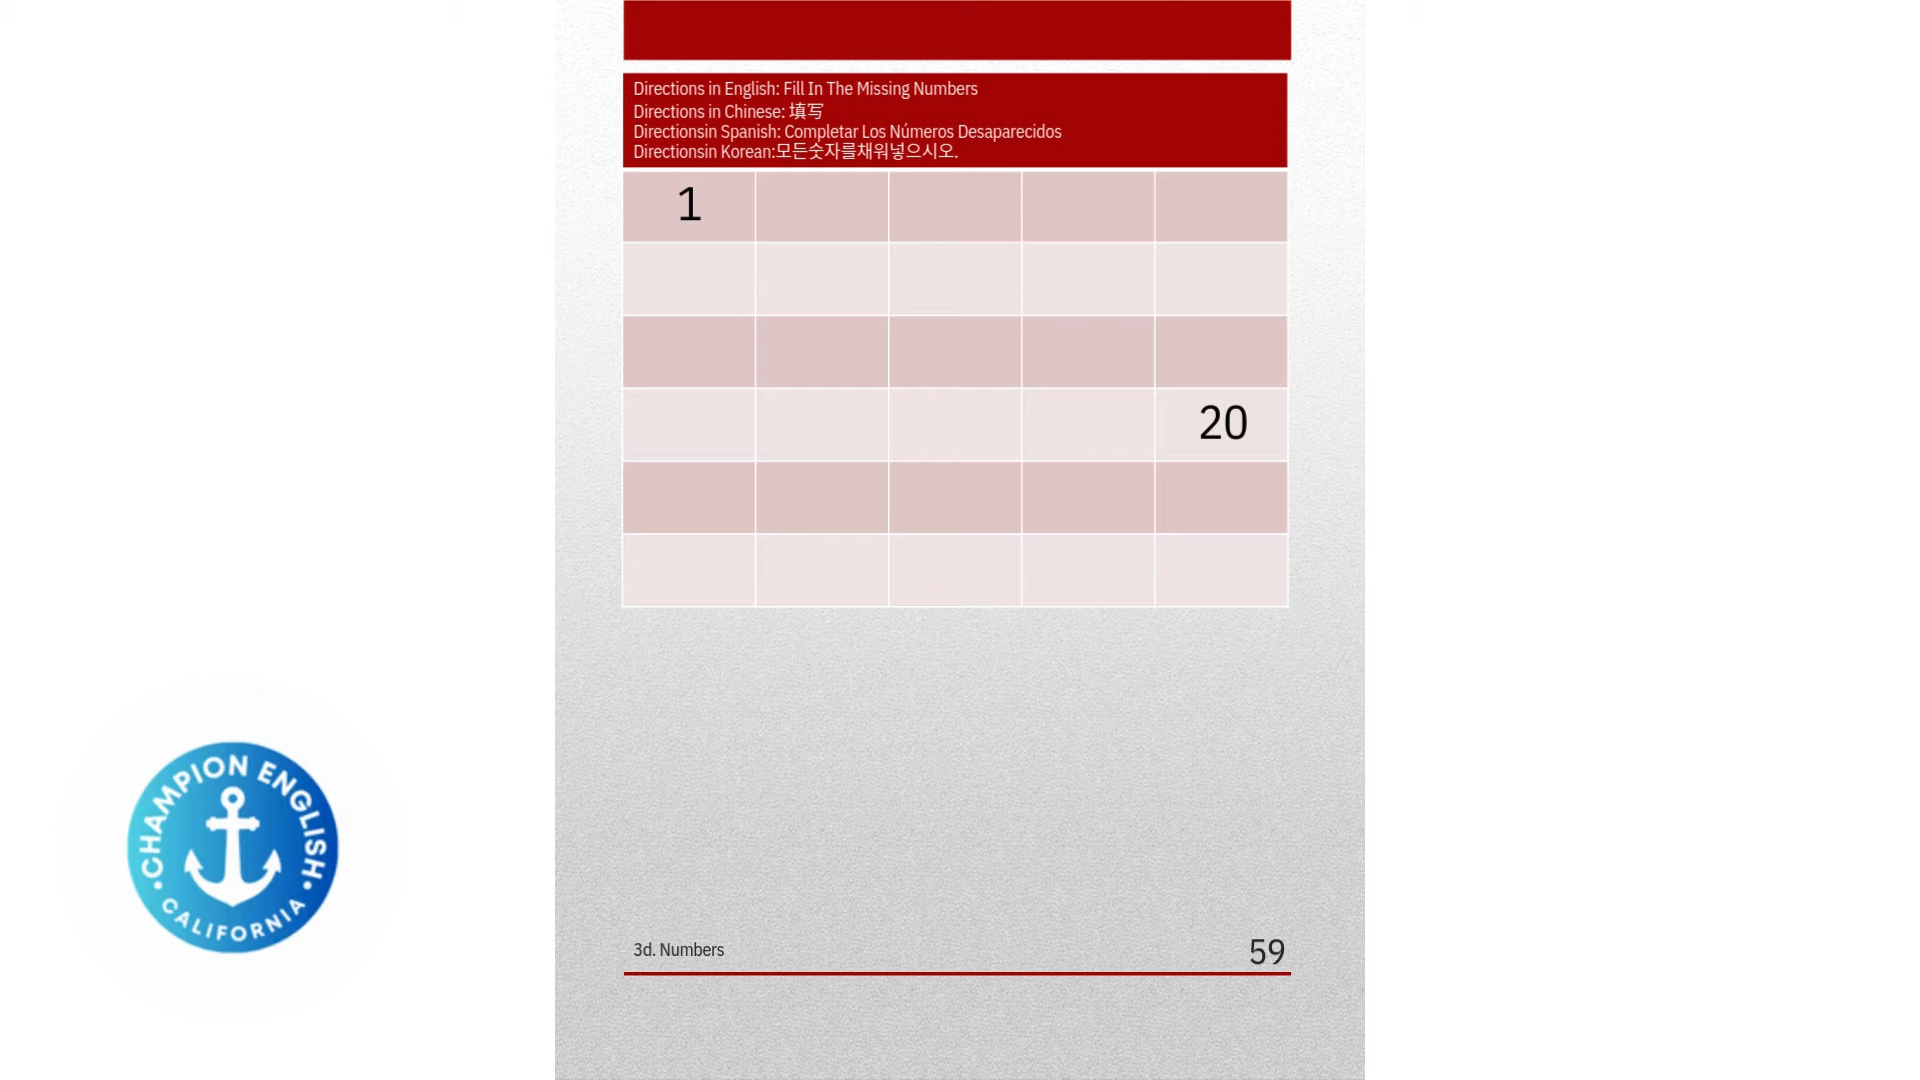 Directions in English: Fill In The Missing Numbers
Directions in Chinese: 填写
Directionsin Spanish: Completar Los Números Desaparecidos
Directionsin Korean:모든숫자를채워넣으시오.
1
20
CHAMPION ENGLISH
CALIFORNIA
3d. Numbers
59